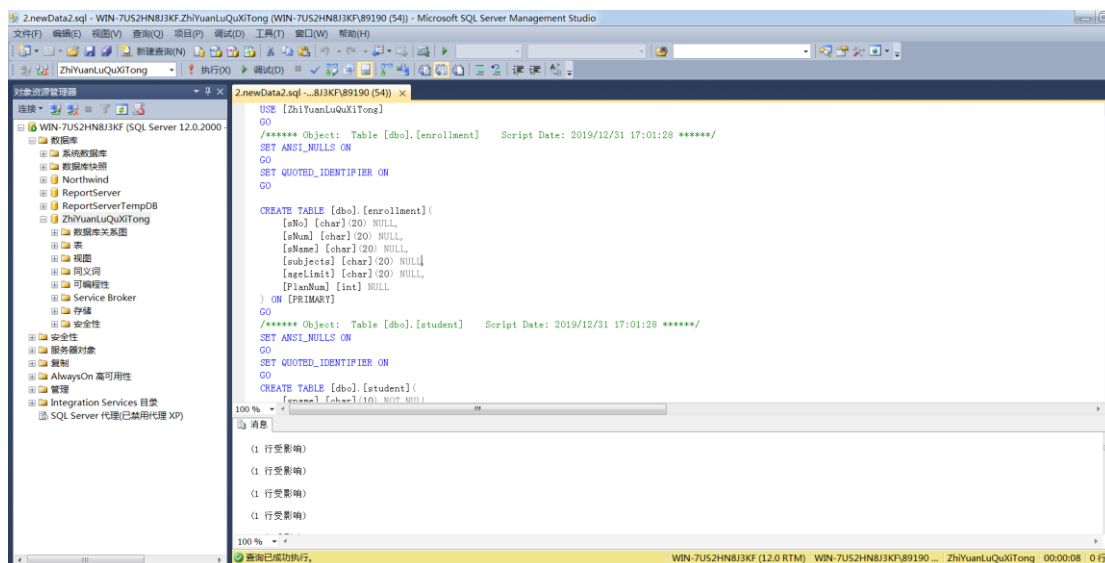 2.newData2.sql - WIN-7US2HN8J3KF.ZhiYuanLuQuXiTong (WIN-7US2HN8J3KF\89190 (54)) - Microsoft SQL Server Management Studio
文件(F) 编辑(E) 视图(V) 查询(Q) 项目(P) 调试(D) 工具(T) 窗口(W) 帮助(H)
新建查询(N)
ZhiYuanLuQuXiTong 执行(X) 调试(D)
对象资源管理器
连接
WIN-7US2HN8J3KF (SQL Server 12.0.2000 -
数据库
系统数据库
数据库快照
Northwind
ReportServer
ReportServerTempDB
ZhiYuanLuQuXiTong
数据库关系图
表
视图
同义词
可编程性
Service Broker
存储
安全性
安全性
服务器对象
复制
AlwaysOn 高可用性
管理
Integration Services 目录
SQL Server 代理(已禁用代理 XP)
2.newData2.sql -...8J3KF\89190 (54))
USE [ZhiYuanLuQuXiTong]
GO
/****** Object:  Table [dbo].[enrollment]    Script Date: 2019/12/31 17:01:28 ******/
SET ANSI_NULLS ON
GO
SET QUOTED_IDENTIFIER ON
GO
CREATE TABLE [dbo].[enrollment](
[sNo] [char](20) NULL,
[sNum] [char](20) NULL,
[sName] [char](20) NULL,
[subjects] [char](20) NULL,
[ageLimit] [char](20) NULL,
[PlanNum] [int] NULL
) ON [PRIMARY]
GO
/****** Object:  Table [dbo].[student]    Script Date: 2019/12/31 17:01:28 ******/
SET ANSI_NULLS ON
GO
SET QUOTED_IDENTIFIER ON
GO
CREATE TABLE [dbo].[student](
[sname] [char](10) NOT NULL
100 %
消息
(1 行受影响)
(1 行受影响)
(1 行受影响)
(1 行受影响)
100 %
查询已成功执行。 WIN-7US2HN8J3KF (12.0 RTM) WIN-7US2HN8J3KF\89190 ... ZhiYuanLuQuXiTong 00:00:08 0 行